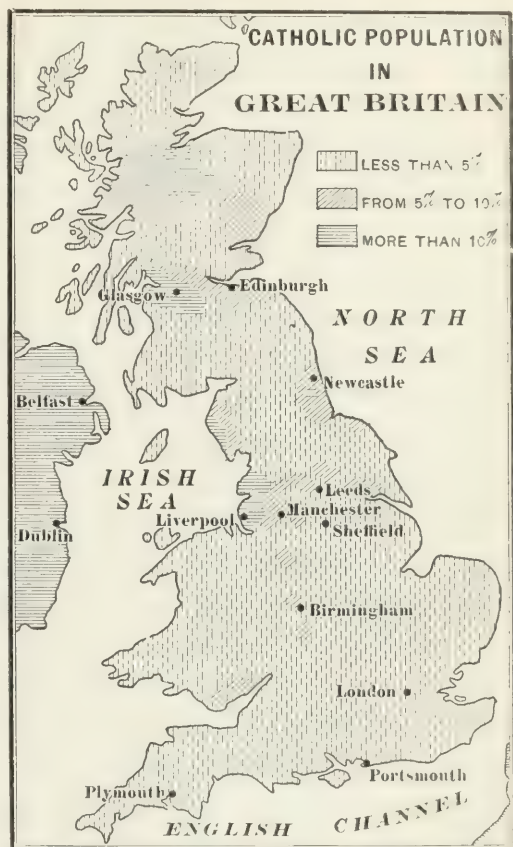 CATHOLIC POPULATION
IN
GREAT BRITAIN
LESS THAN 5%
FROM 5% TO 10%
MORE THAN 10%
Glasgow
Edinburgh
NORTH
SEA
Newcastle
Belfast
IRISH
SEA
Leeds
Liverpool
Manchester
Sheffield
Dublin
Birmingham
London
Portsmouth
Plymouth
ENGLISH CHANNEL